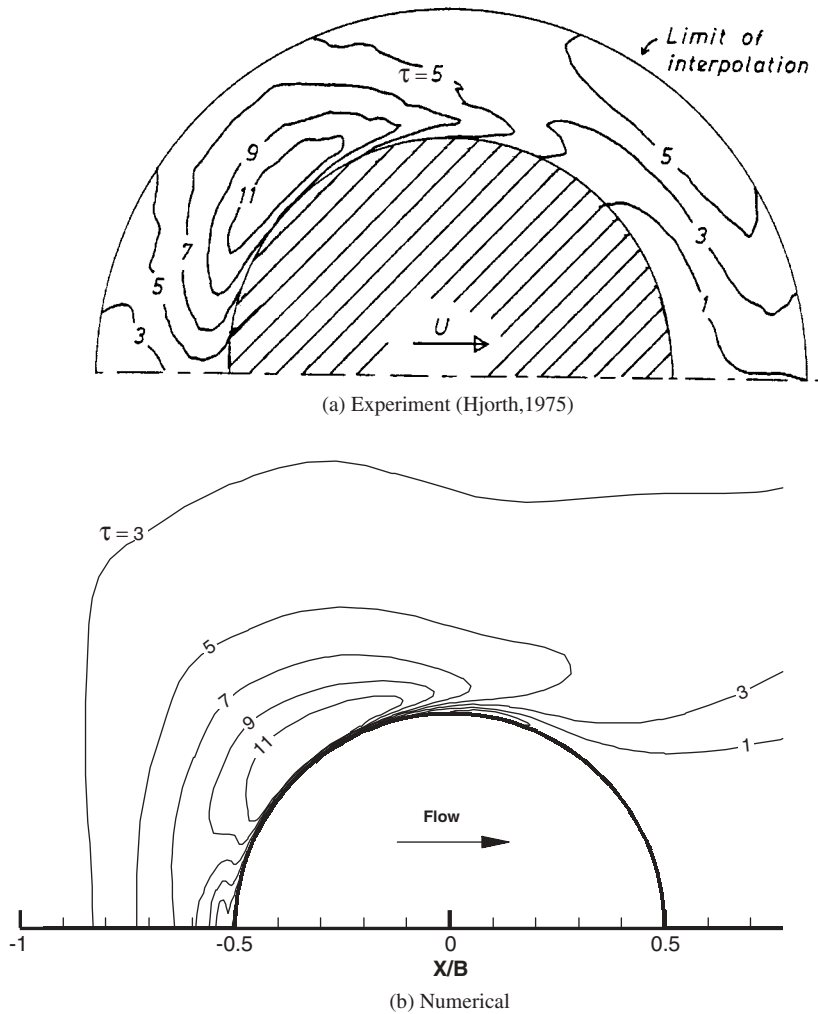 Limit of
interpolation
τ = 5
9
11
7
5
3
5
3
1
U
(a) Experiment (Hjorth,1975)
τ = 3
5
7
9
11
3
1
Flow
-1
-0.5
0
0.5
X/B
(b) Numerical